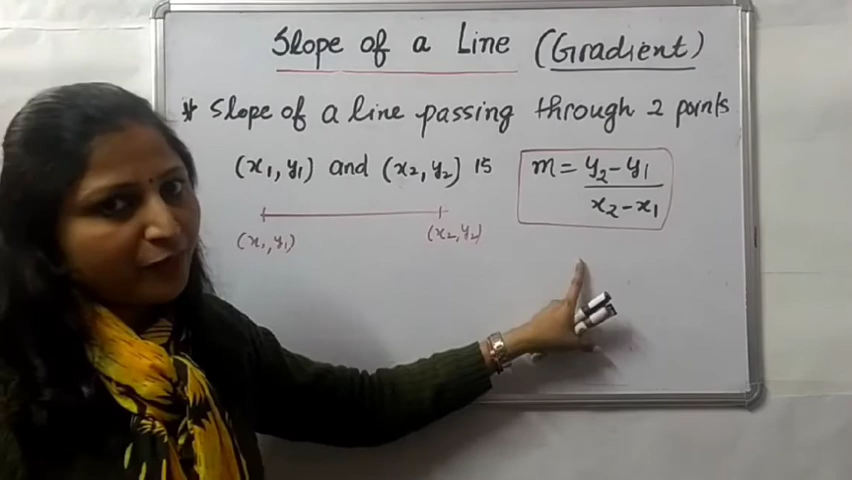 Slope of a Line (Gradient)
* Slope of a line passing through 2 points
(x₁, y₁) and (x₂, y₂) is
m = y₂ - y₁
x₂ - x₁
(x₁, y₁) (x₂, y₂)